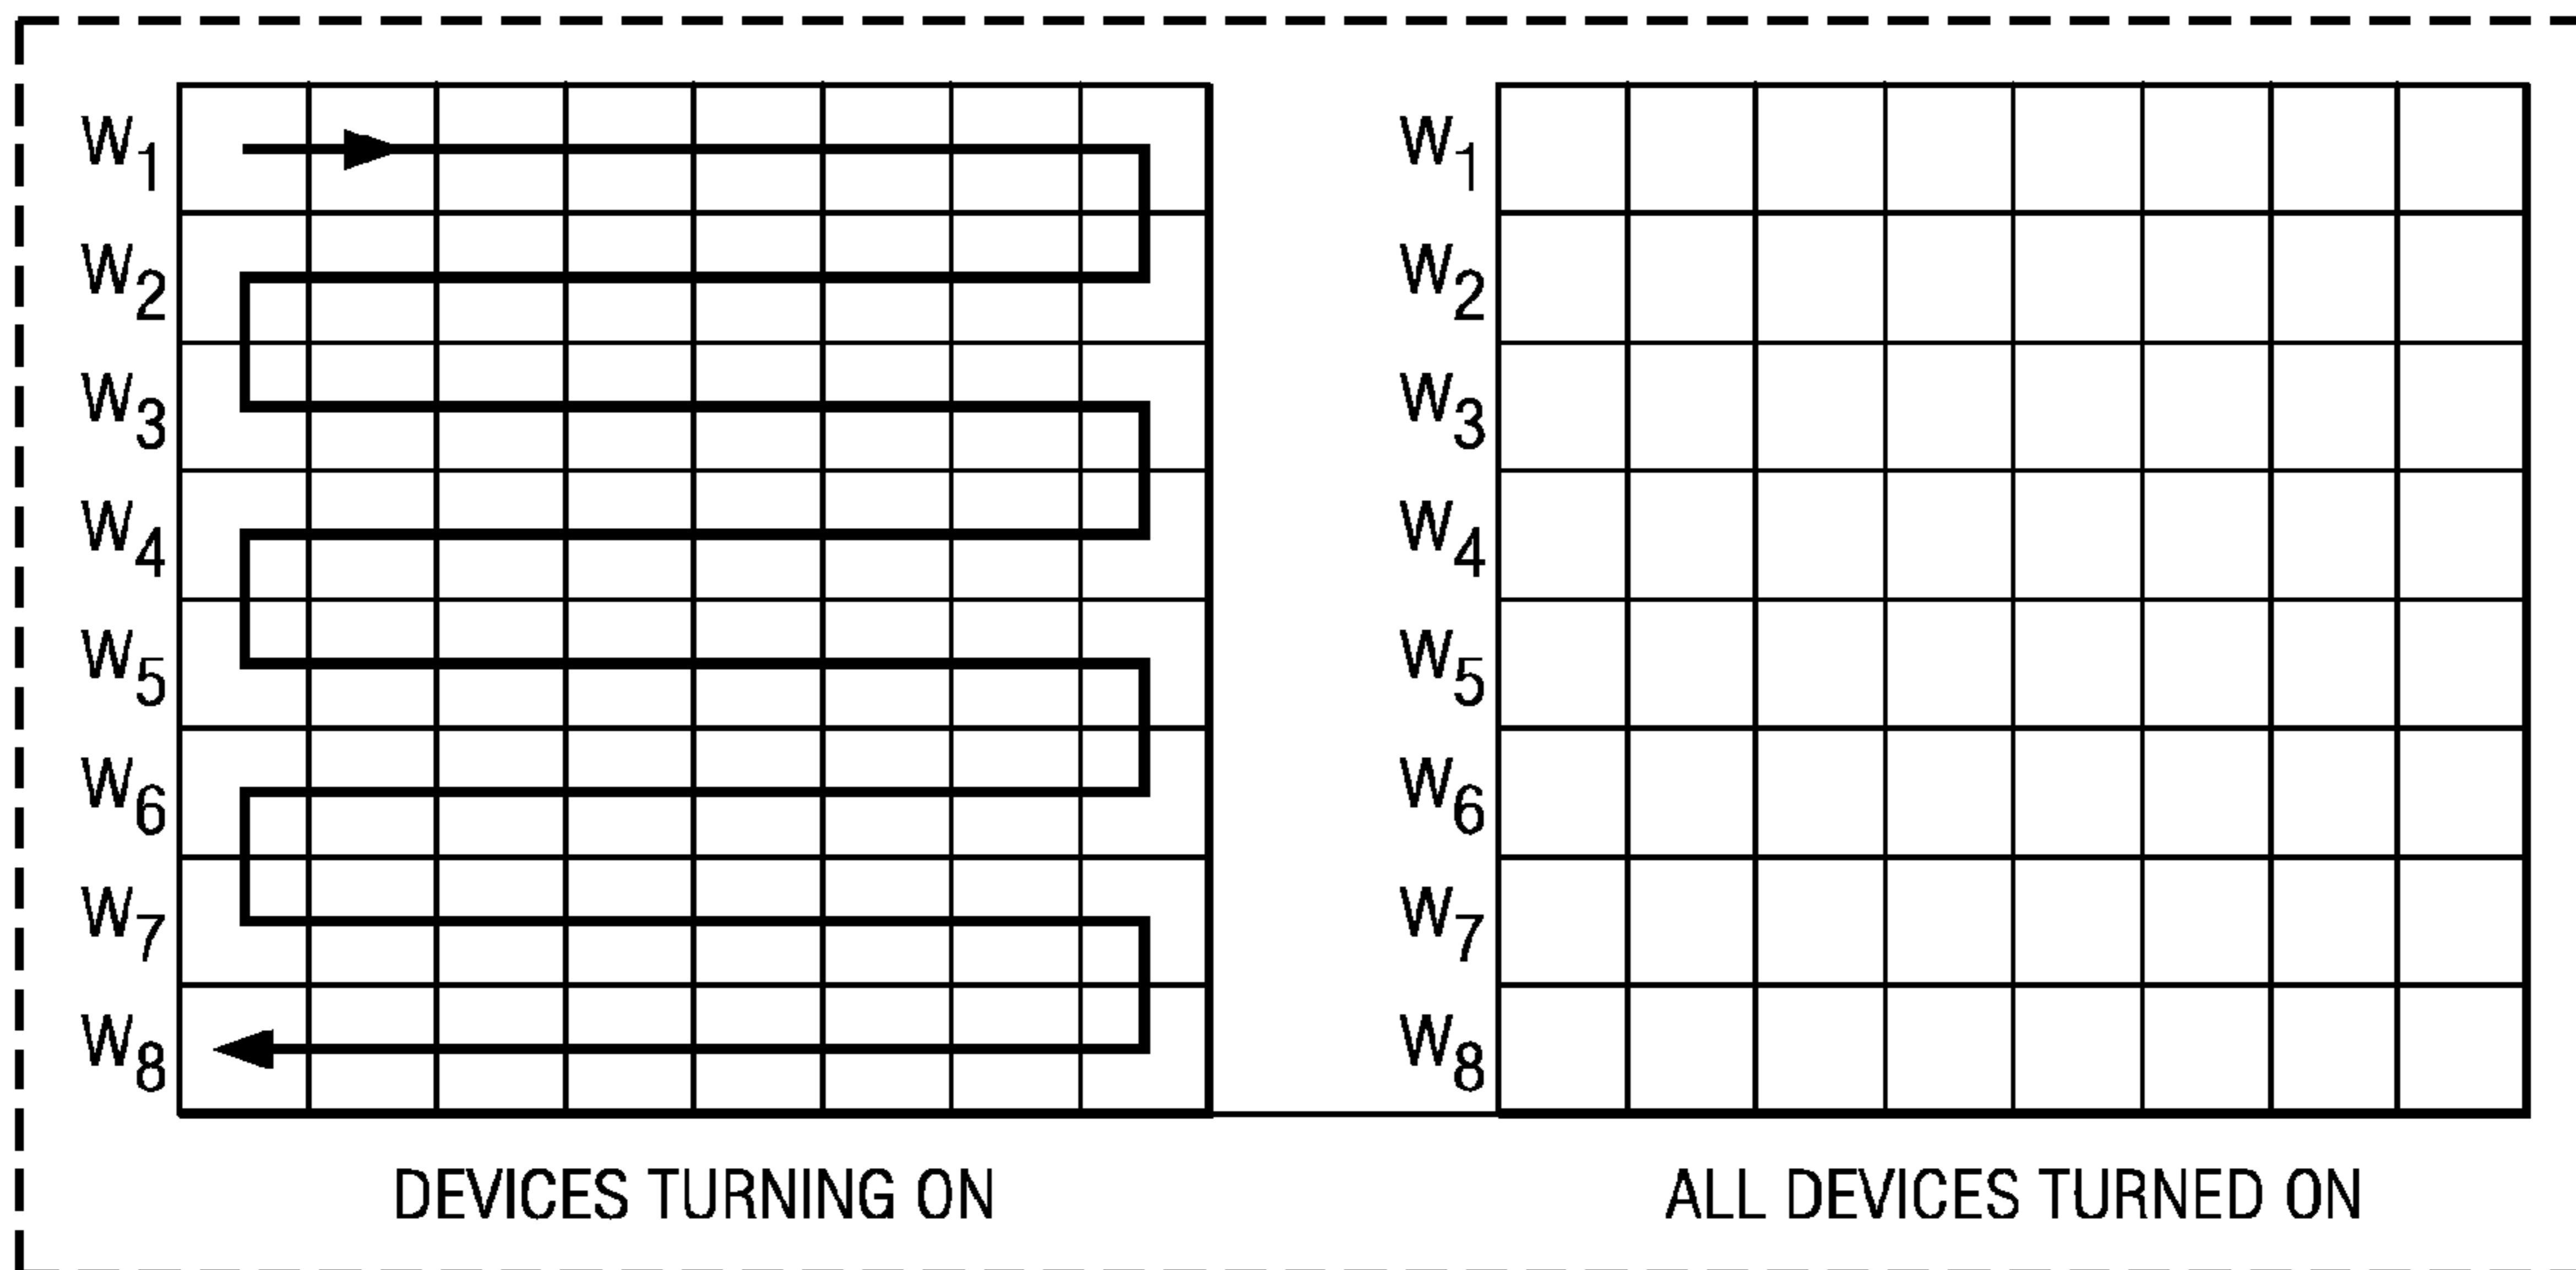 W1 W1
W2 W2
W3 W3
W4 W4
W5 W5
W6 W6
W7 W7
W8 W8
DEVICES TURNING ON ALL DEVICES TURNED ON